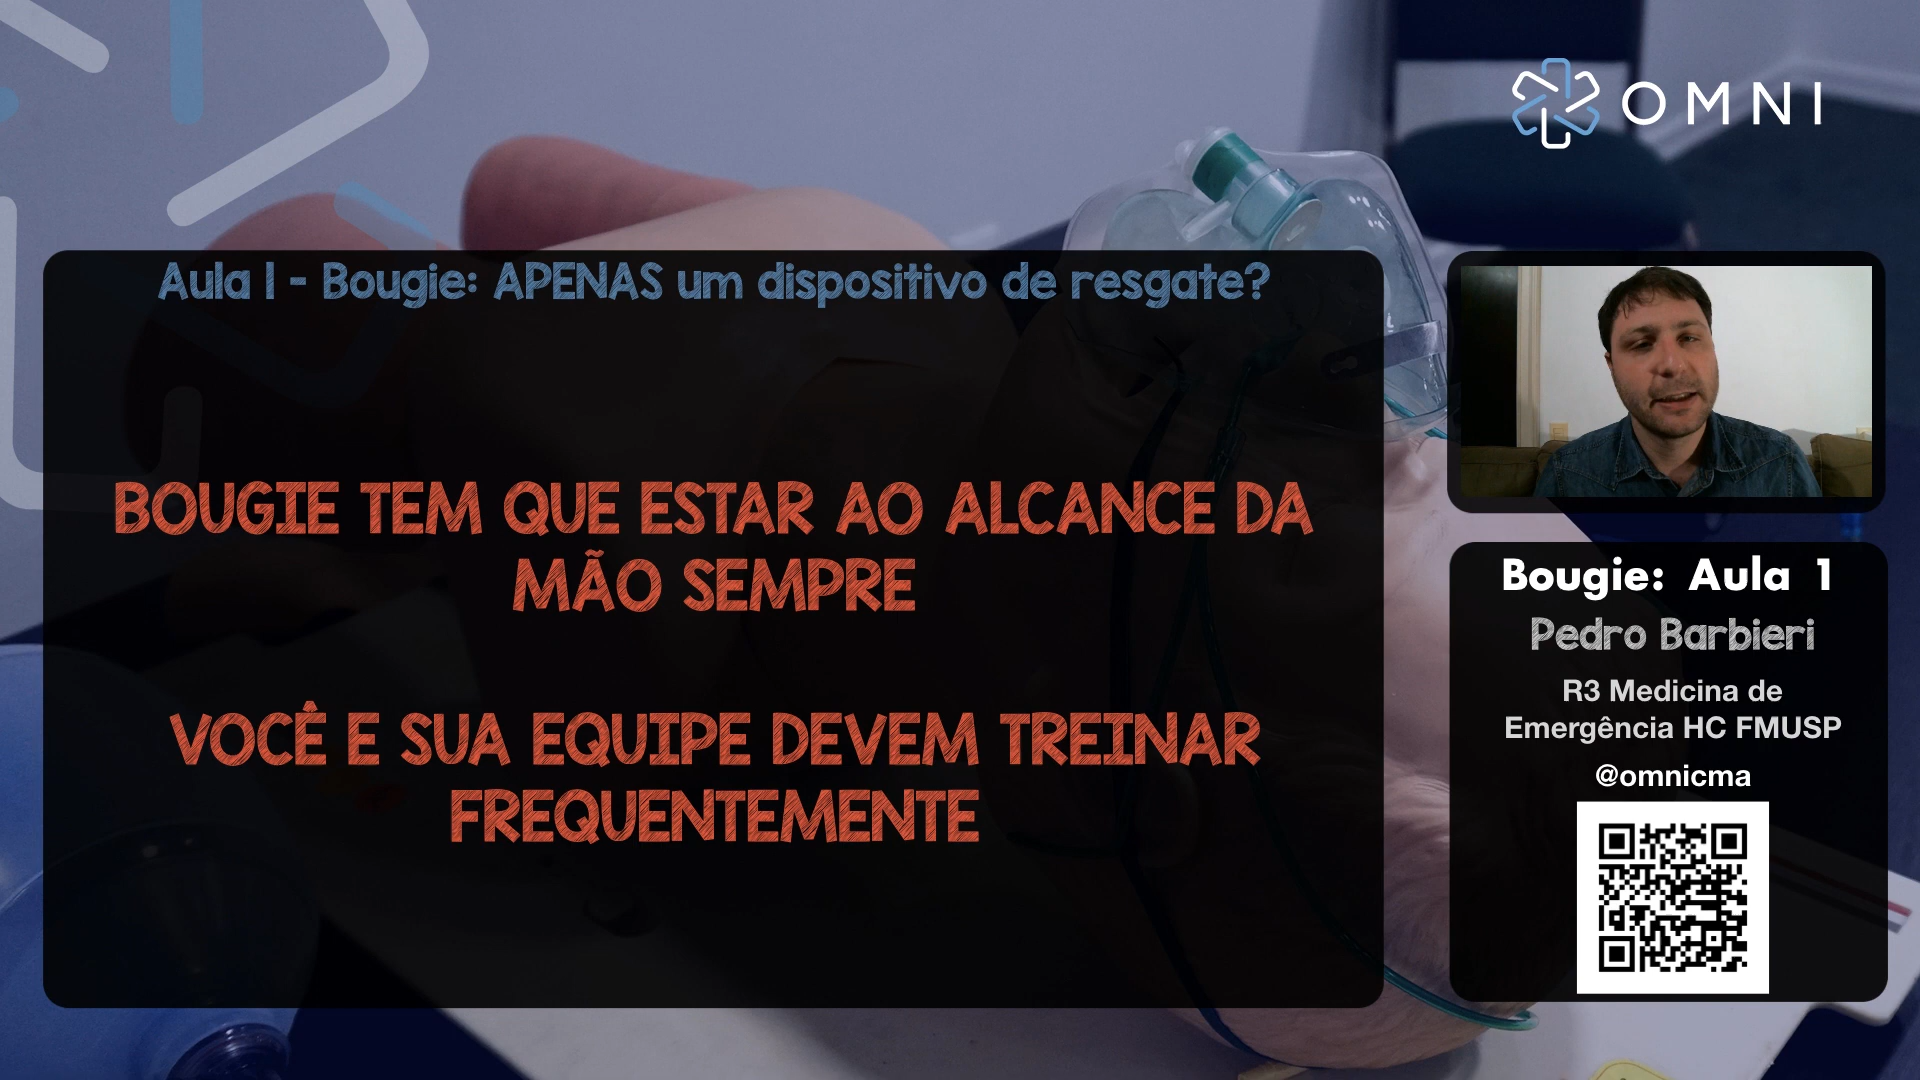 OMNI
Aula 1 - Bougie: APENAS um dispositivo de resgate?
BOUGIE TEM QUE ESTAR AO ALCANCE DA
MÃO SEMPRE
VOCÊ E SUA EQUIPE DEVEM TREINAR
FREQUENTEMENTE
Bougie: Aula 1
Pedro Barbieri
R3 Medicina de
Emergência HC FMUSP
@omnicma